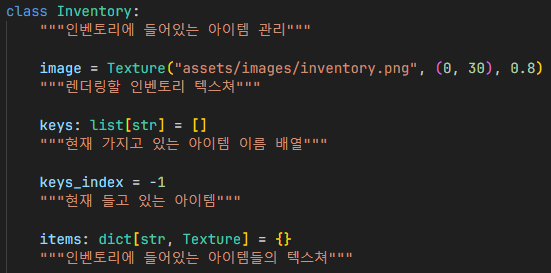 class Inventory:
    """인벤토리에 들어있는 아이템 관리"""
    image = Texture("assets/images/inventory.png", (0, 30), 0.8)
    """렌더링할 인벤토리 텍스쳐"""
    keys: list[str] = []
    """현재 가지고 있는 아이템 이름 배열"""
    keys_index = -1
    """현재 들고 있는 아이템"""
    items: dict[str, Texture] = {}
    """인벤토리에 들어있는 아이템들의 텍스쳐"""